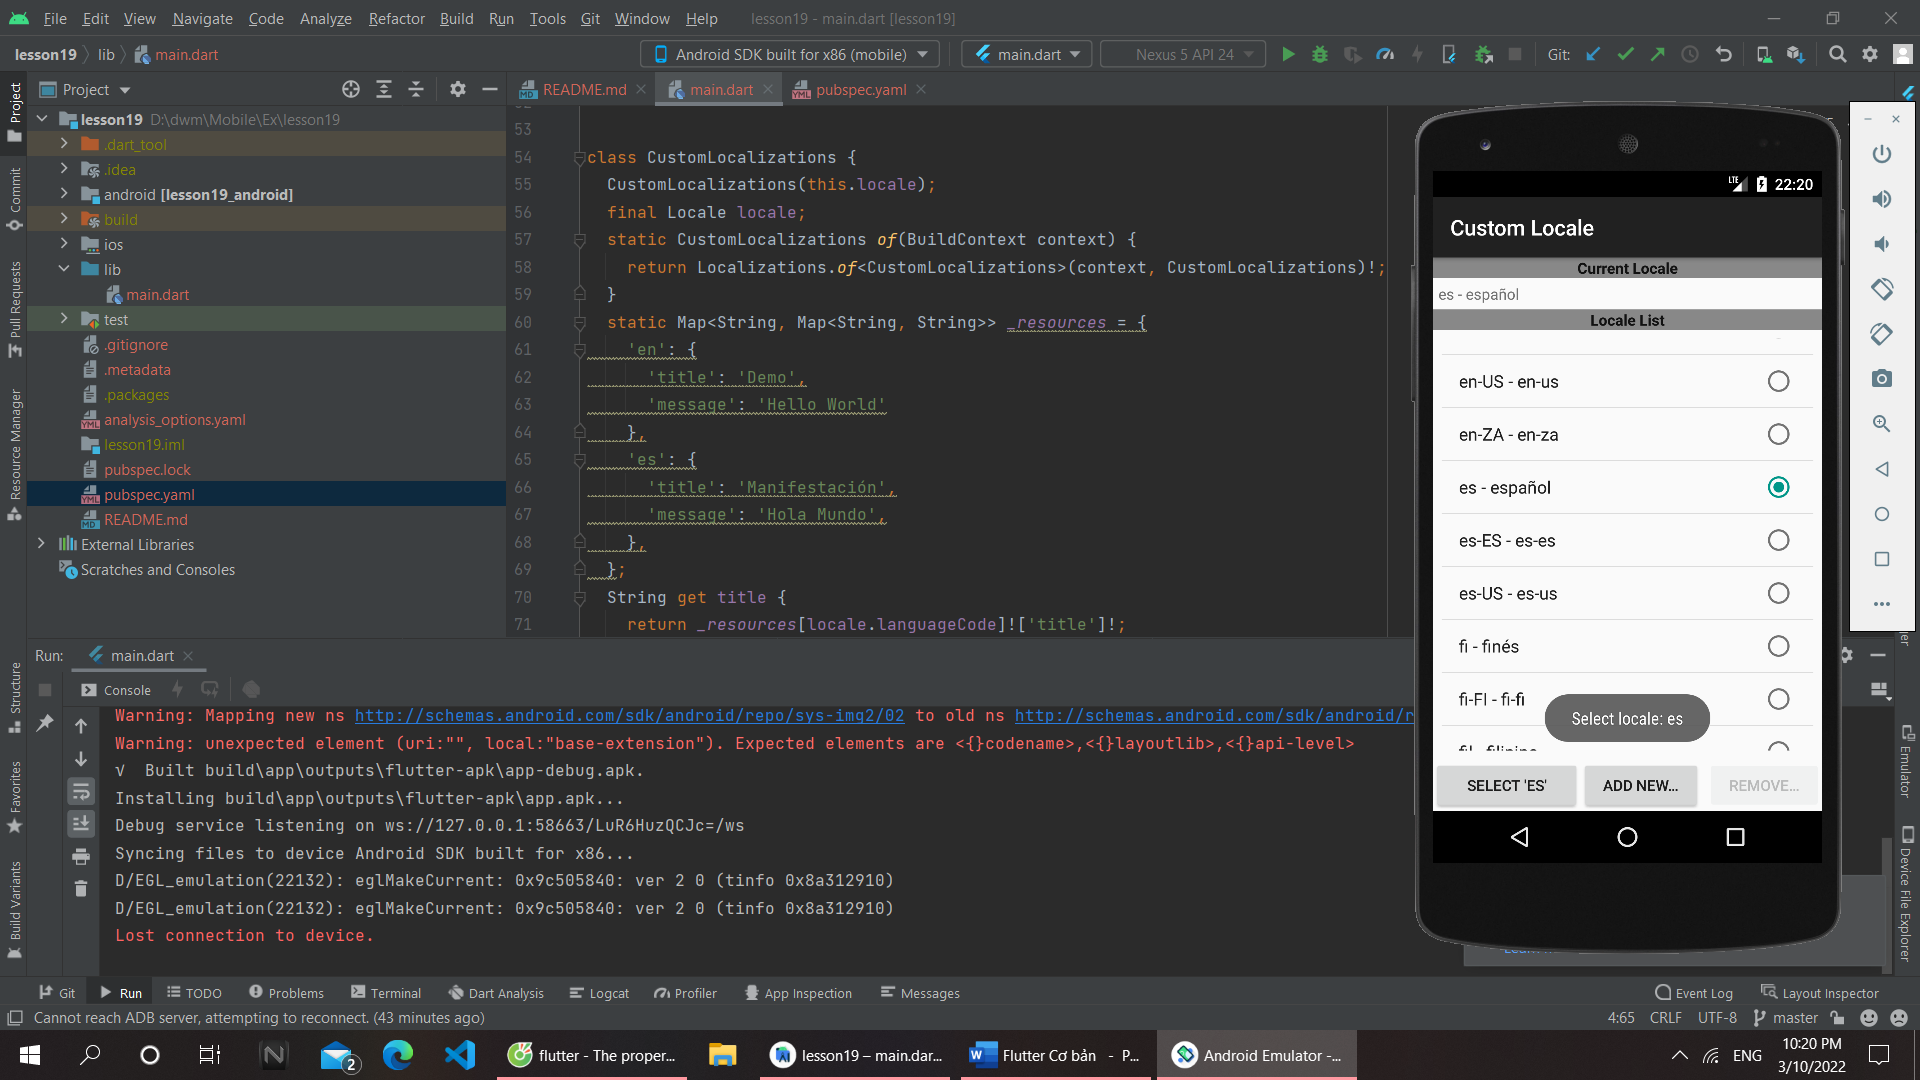 File Edit View Navigate Code Analyze Refactor Build Run Tools Git Window Help lesson19 - main.dart [lesson19]
lesson19 lib main.dart Android SDK built for x86 (mobile) main.dart Nexus 5 API 24 Git:
Project README.md main.dart pubspec.yaml
lesson19 D:\dwm\Mobile\Ex\lesson19
.dart_tool
.idea
android [lesson19_android]
build
ios
lib
main.dart
test
.gitignore
.metadata
.packages
analysis_options.yaml
lesson19.iml
pubspec.lock
pubspec.yaml
README.md
External Libraries
Scratches and Consoles
Project
Commit
Pull Requests
Resource Manager
Structure
Favorites
Build Variants
53
54 class CustomLocalizations {
55 CustomLocalizations(this.locale);
56 final Locale locale;
57 static CustomLocalizations of(BuildContext context) {
58 return Localizations.of<CustomLocalizations>(context, CustomLocalizations)!;
59 }
60 static Map<String, Map<String, String>> _resources = {
61 'en': {
62 'title': 'Demo',
63 'message': 'Hello World'
64 },
65 'es': {
66 'title': 'Manifestación',
67 'message': 'Hola Mundo',
68 },
69 };
70 String get title {
71 return _resources[locale.languageCode]!['title']!;
LTE 22:20
Custom Locale
Current Locale
es - español
Locale List
en-US - en-us
en-ZA - en-za
es - español
es-ES - es-es
es-US - es-us
fi - finés
fi-FI - fi-fi
Select locale: es
SELECT 'ES' ADD NEW... REMOVE...
Emulator
Device File Explorer
Run: main.dart
Console
Warning: Mapping new ns http://schemas.android.com/sdk/android/repo/sys-img2/02 to old ns http://schemas.android.com/sdk/android/r
Warning: unexpected element (uri:"", local:"base-extension"). Expected elements are <{}codename>,<{}layoutlib>,<{}api-level>
√ Built build\app\outputs\flutter-apk\app-debug.apk.
Installing build\app\outputs\flutter-apk\app.apk...
Debug service listening on ws://127.0.0.1:58663/LuR6HuzQCJc=/ws
Syncing files to device Android SDK built for x86...
D/EGL_emulation(22132): eglMakeCurrent: 0x9c505840: ver 2 0 (tinfo 0x8a312910)
D/EGL_emulation(22132): eglMakeCurrent: 0x9c505840: ver 2 0 (tinfo 0x8a312910)
Lost connection to device.
Git Run TODO Problems Terminal Dart Analysis Logcat Profiler App Inspection Messages Event Log Layout Inspector
Cannot reach ADB server, attempting to reconnect. (43 minutes ago) 4:65 CRLF UTF-8 master
2 flutter - The proper... lesson19 – main.dar... Flutter Cơ bản - P... Android Emulator -... ENG 10:20 PM
3/10/2022